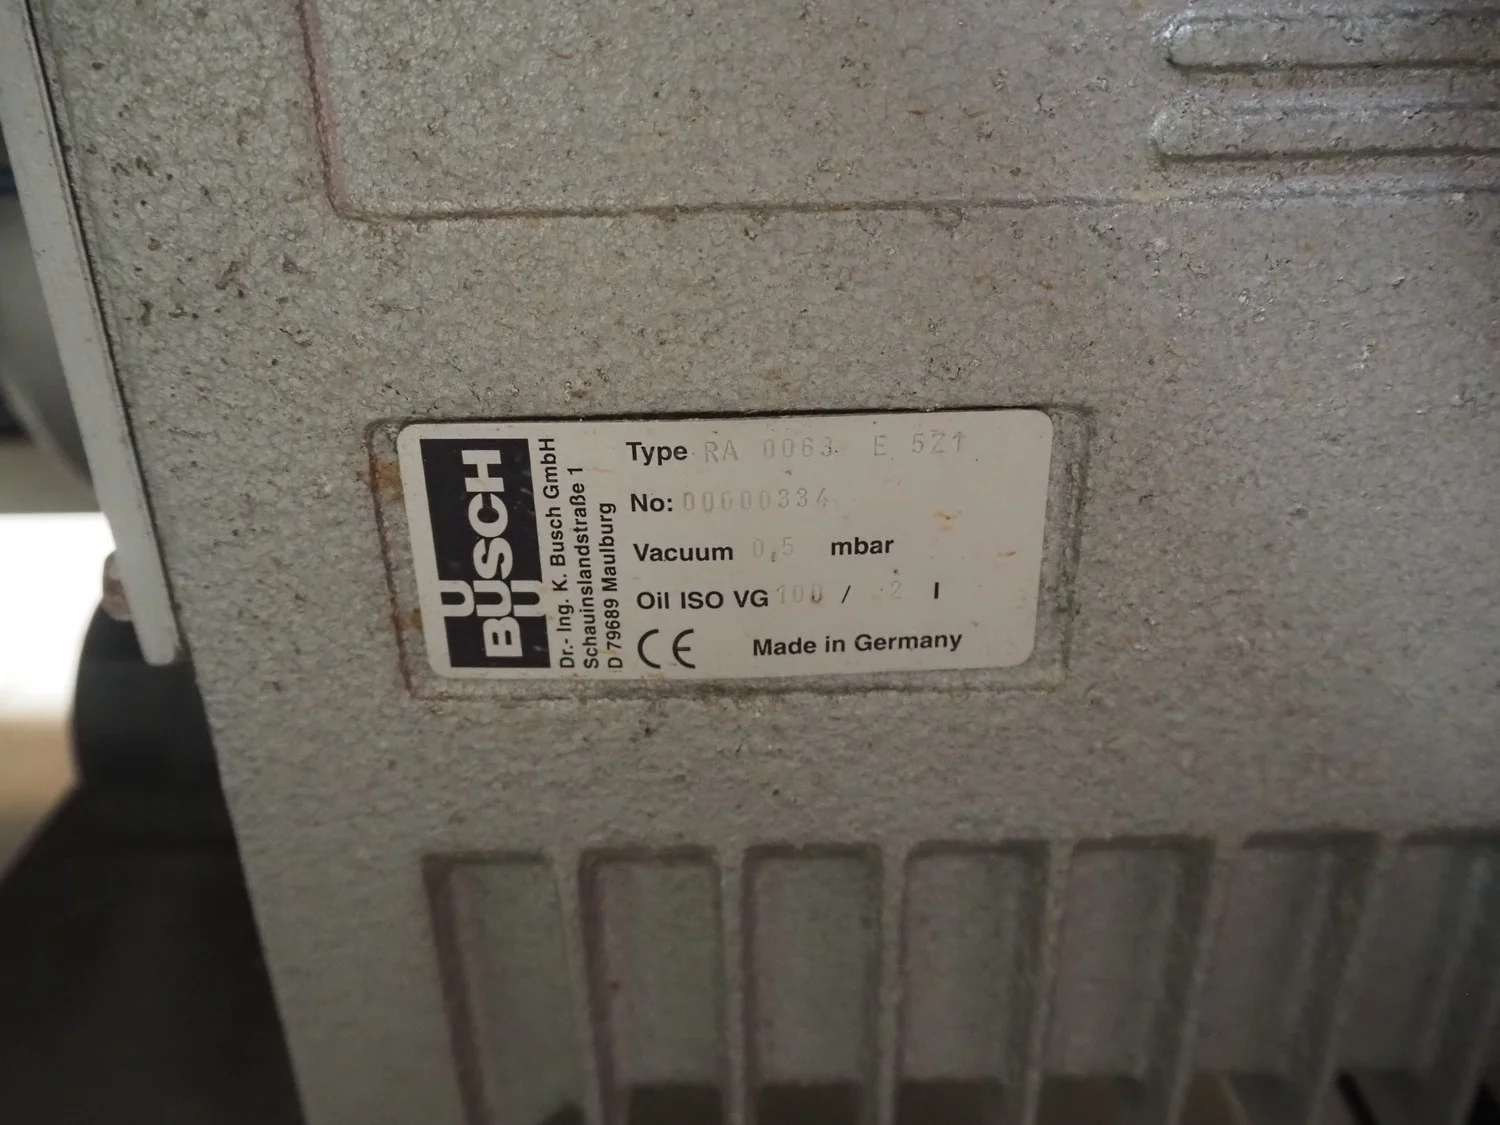 BUSCH
Dr.- Ing. K. Busch GmbH
Schauinslandstraße 1
D 79689 Maulburg
Type RA 0063 E 5Z1
No: 00000334
Vacuum 0,5 mbar
Oil ISO VG 100 / 2 l
CE Made in Germany